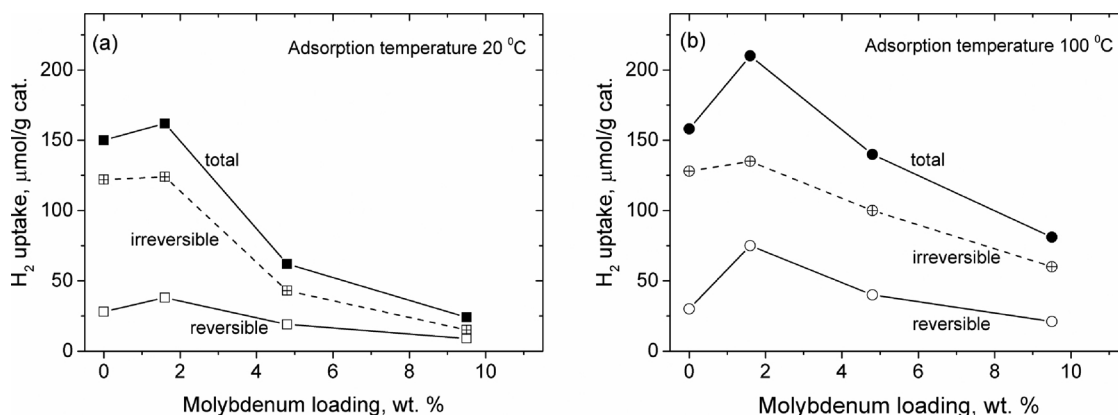 (a)
Adsorption temperature 20 ⁰C
200
150
100
50
0
H₂ uptake, μmol/g cat.
total
irreversible
reversible
0 2 4 6 8 10
Molybdenum loading, wt. %
(b)
Adsorption temperature 100 ⁰C
200
150
100
50
0
H₂ uptake, μmol/g cat.
total
irreversible
reversible
0 2 4 6 8 10
Molybdenum loading, wt. %